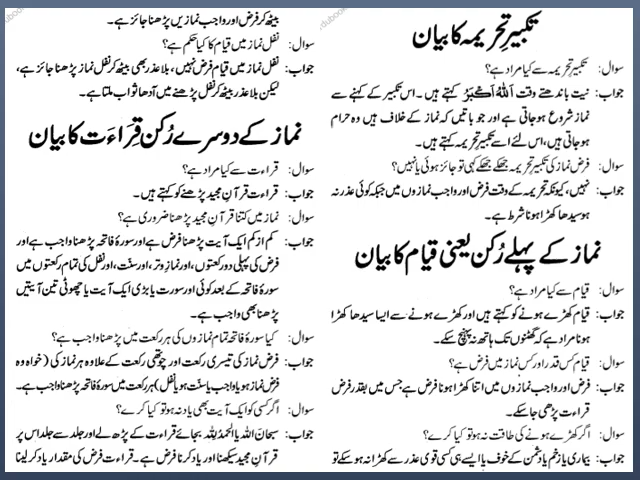 تکبیرِ تحریمہ کا بیان
سوال: تکبیرِ تحریمہ سے کیا مراد ہے؟
جواب: نیت باندھتے وقت اَللّٰهُ اَكْبَرُ کہتے ہیں۔ اس تکبیر کے کہنے سے
نماز شروع ہو جاتی ہے اور جو باتیں کہ نماز کے خلاف ہیں وہ حرام
ہو جاتی ہیں، اس لئے اسے تکبیرِ تحریمہ کہتے ہیں۔
سوال: فرض نماز کی تکبیرِ تحریمہ جھکے جھکے کہی تو جائز ہوئی یا نہیں؟
جواب: نہیں، کیونکہ تحریمہ کے وقت فرض اور واجب نمازوں میں جبکہ کوئی عذر نہ
ہو سیدھا کھڑا ہونا شرط ہے۔
نماز کے پہلے رُکن یعنی قیام کا بیان
سوال: قیام سے کیا مراد ہے؟
جواب: قیام کھڑے ہونے کو کہتے ہیں اور کھڑے ہونے سے ایسا سیدھا کھڑا
ہونا مراد ہے کہ گھٹنوں تک ہاتھ نہ پہنچ سکے۔
سوال: قیام کس قدر اور کس نماز میں فرض ہے؟
جواب: فرض اور واجب نمازوں میں اتنا کھڑا ہونا فرض ہے جس میں بقدرِ فرض
قراءت پڑھی جا سکے۔
سوال: اگر کھڑے ہونے کی طاقت نہ ہو تو کیا کرے؟
جواب: بیماری یا زخم یا دشمن کے خوف یا ایسے ہی کسی قوی عذر سے کھڑا نہ ہو سکے تو
بیٹھ کر فرض اور واجب نمازیں پڑھنا جائز ہے۔
سوال: نفل نماز میں قیام کا کیا حکم ہے؟
جواب: نفل نماز میں قیام فرض نہیں، بلا عذر بھی بیٹھ کر نفل نماز پڑھنا جائز ہے،
لیکن بلا عذر بیٹھ کر نفل پڑھنے میں آدھا ثواب ملتا ہے۔
نماز کے دوسرے رُکن قِرَاءَت کا بیان
سوال: قراءت سے کیا مراد ہے؟
جواب: قراءت قرآنِ مجید پڑھنے کو کہتے ہیں۔
سوال: نماز میں کتنا قرآنِ مجید پڑھنا ضروری ہے؟
جواب: کم از کم ایک آیت پڑھنا فرض ہے اور سورۂ فاتحہ پڑھنا واجب ہے اور
فرض کی پہلی دو رکعتوں، اور نمازِ وتر، اور سنّت، اور نفل کی تمام رکعتوں میں
سورۂ فاتحہ کے بعد کوئی اور سورت یا بڑی ایک آیت یا چھوٹی تین آیتیں
پڑھنا بھی واجب ہے۔
سوال: کیا سورۂ فاتحہ تمام نمازوں کی ہر رکعت میں پڑھنا واجب ہے؟
جواب: فرض نماز کی تیسری رکعت اور چوتھی رکعت کے علاوہ ہر نماز کی (خواہ وہ
فرض نماز ہو یا واجب یا سنّت ہو یا نفل) ہر رکعت میں سورۂ فاتحہ واجب ہے۔
سوال: اگر کسی کو ایک آیت بھی یاد نہ ہو تو کیا کرے؟
جواب: سبحان اللہ یا الحمدُ للہ بجائے قراءت کے پڑھ لے اور جلد سے جلد اس پر
قرآنِ مجید سیکھنا اور یاد کرنا فرض ہے۔ قراءتِ فرض کی مقدار یاد کر لینا